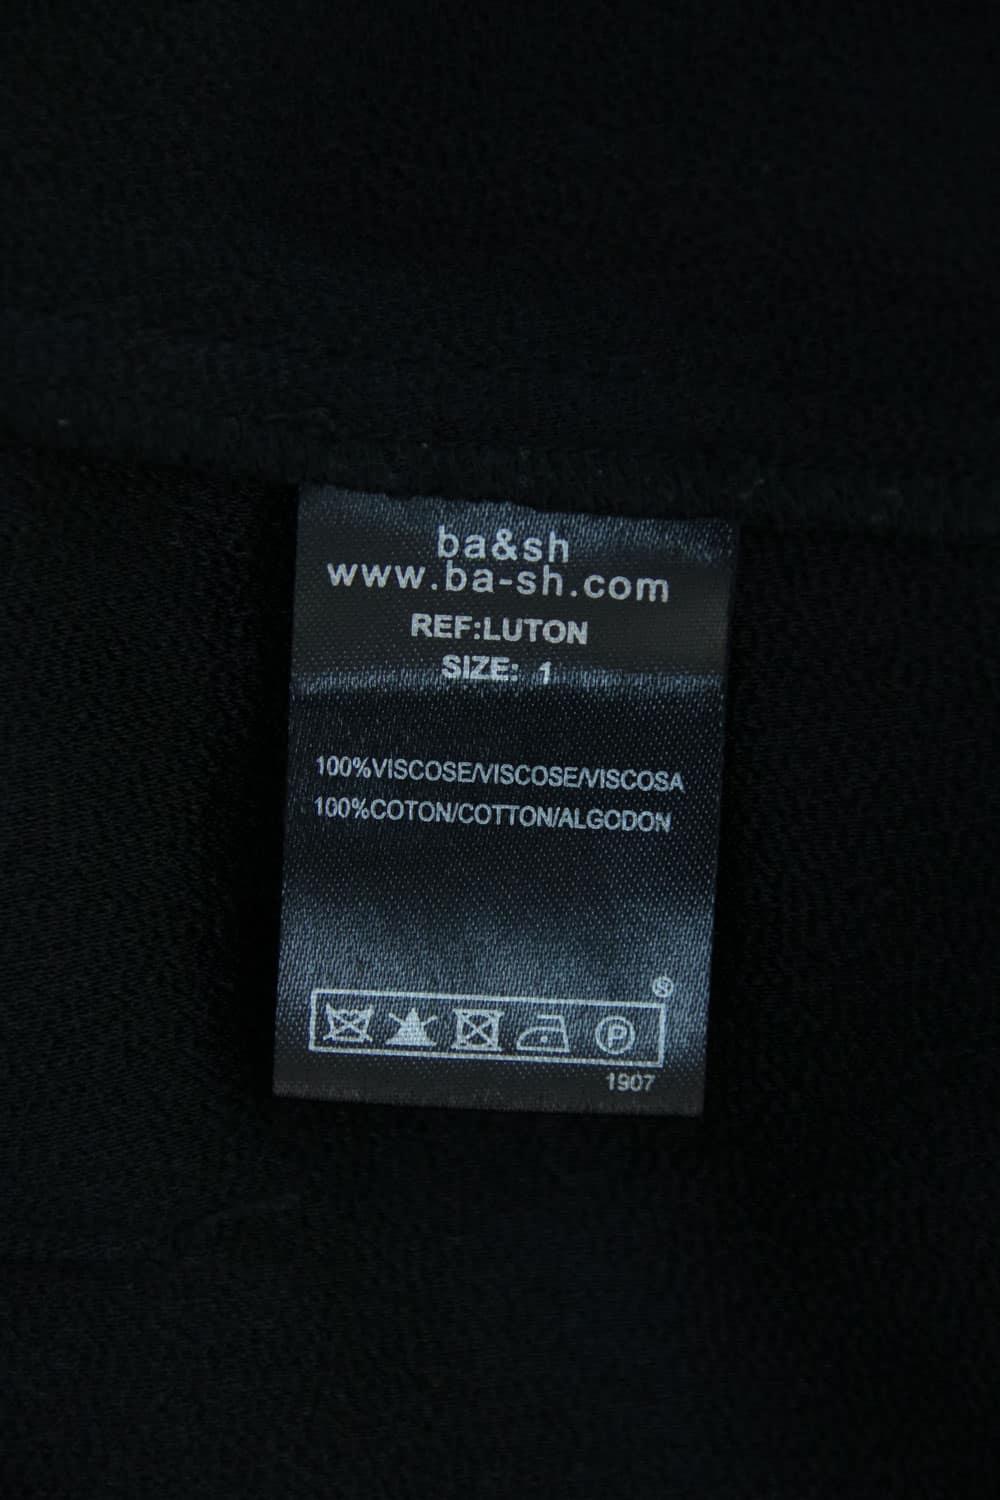 ba&sh
www.ba-sh.com
REF:LUTON
SIZE: 1
100%VISCOSE/VISCOSE/VISCOSA
100%COTON/COTTON/ALGODON
S
P
1907